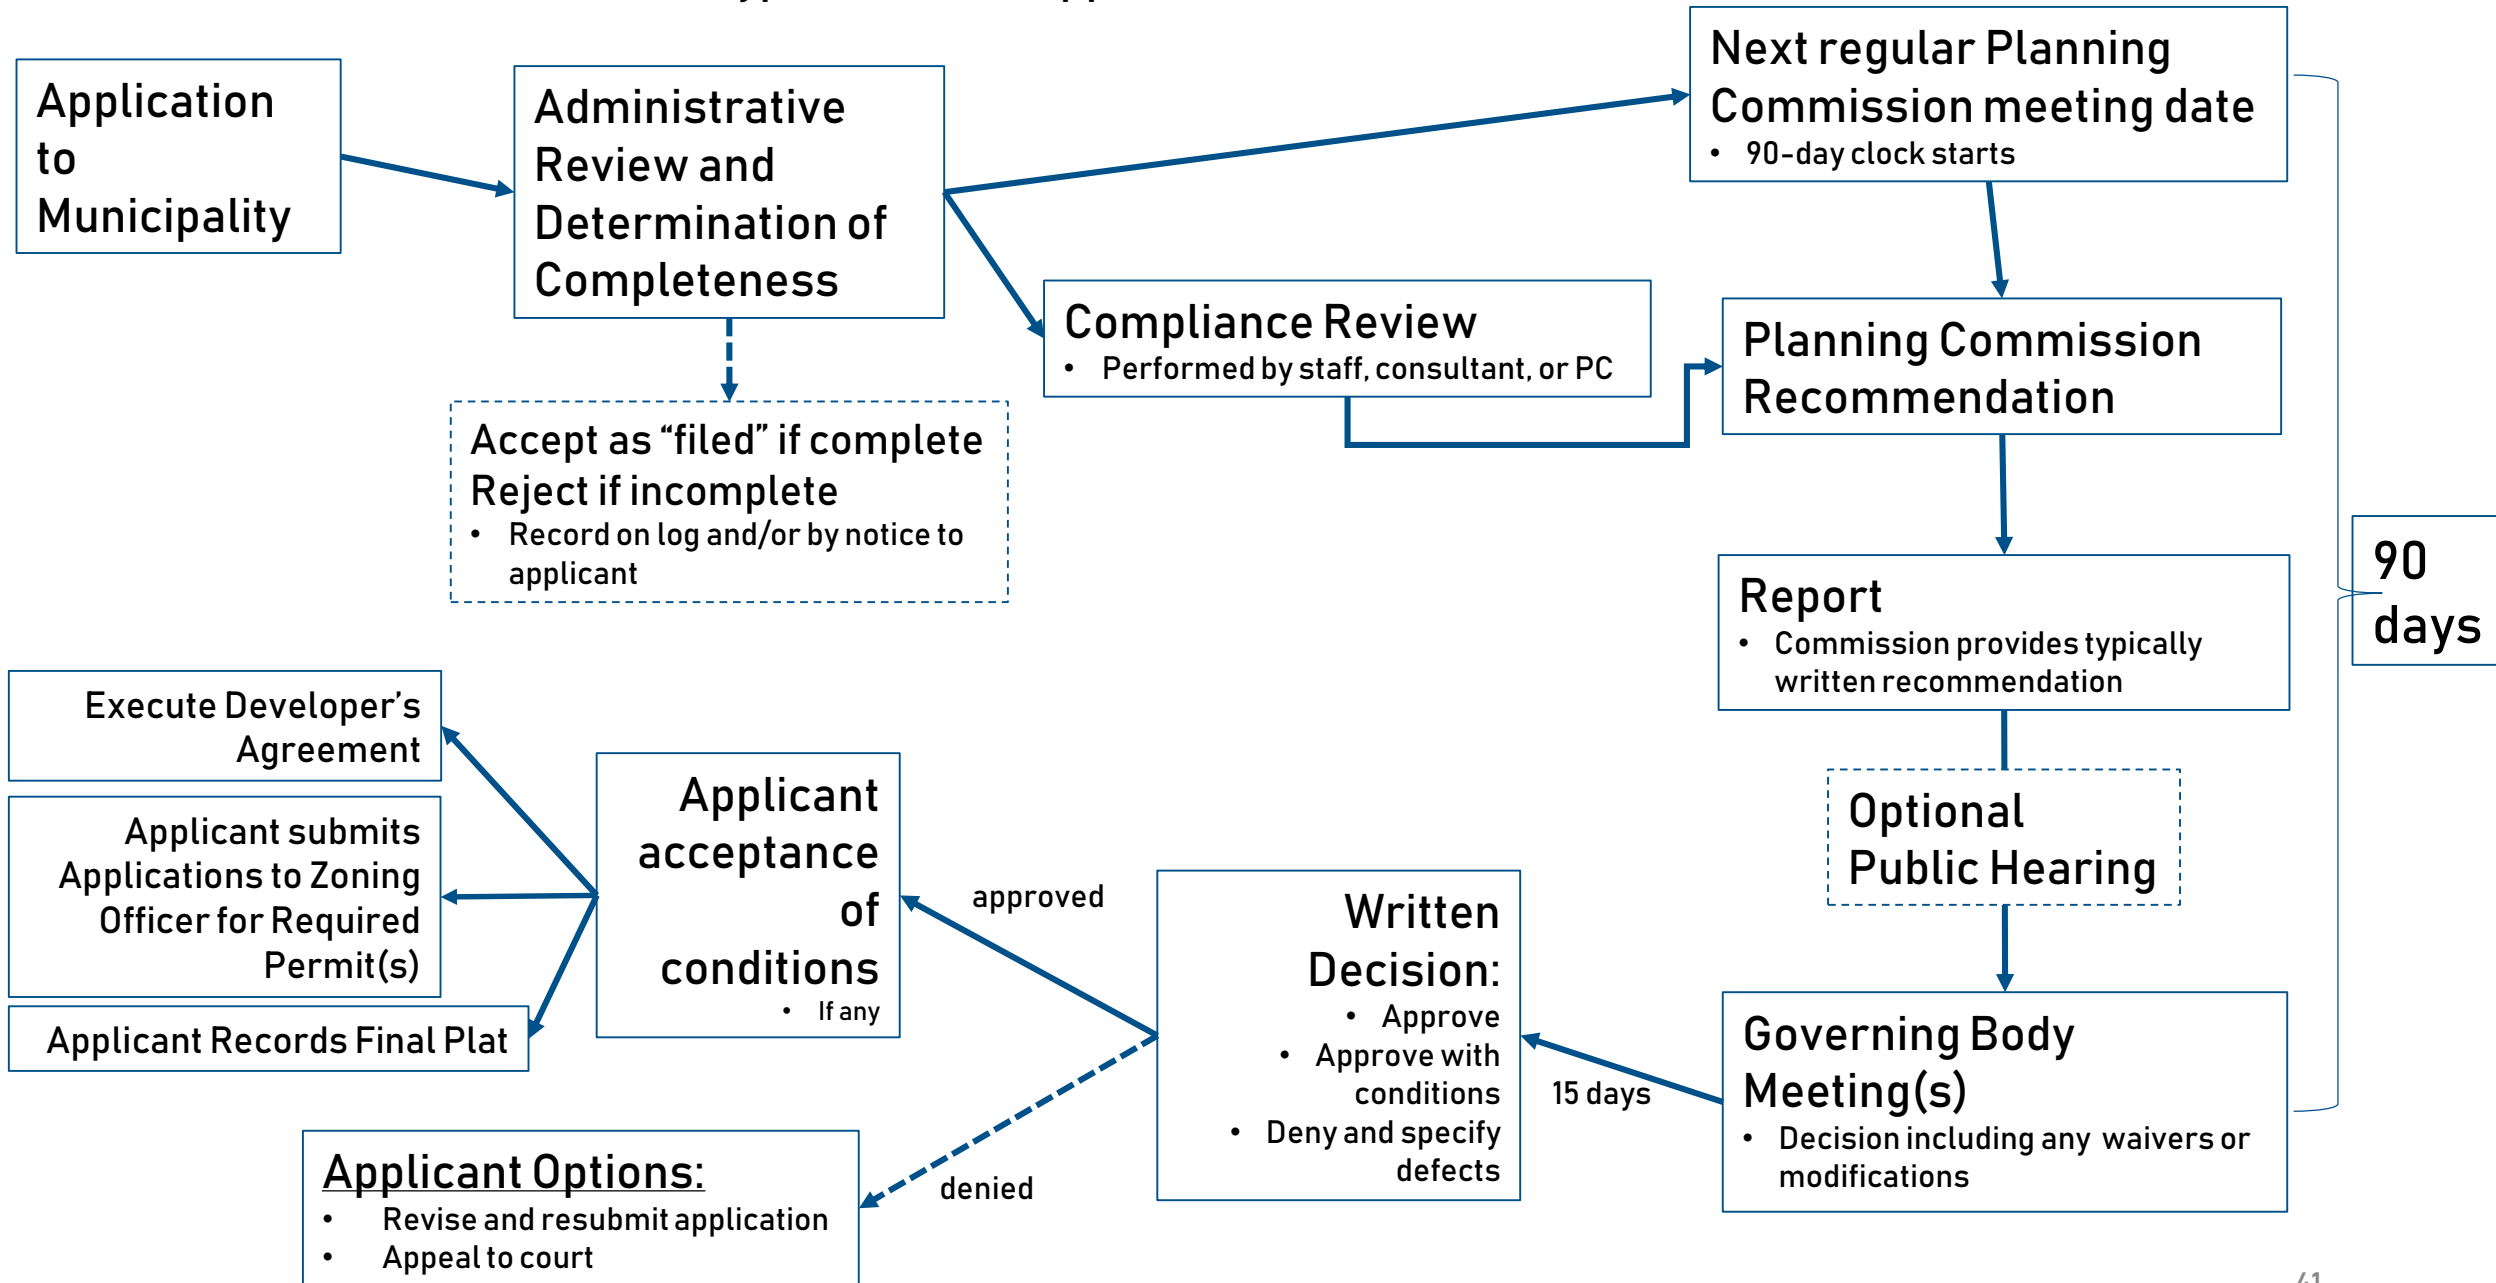 Application
to
Municipality
Administrative
Review and
Determination of
Completeness
Next regular Planning
Commission meeting date
• 90-day clock starts
Compliance Review
• Performed by staff, consultant, or PC
Planning Commission
Recommendation
Accept as “filed” if complete
Reject if incomplete
• Record on log and/or by notice to
applicant
Report
• Commission provides typically
written recommendation
90
days
Optional
Public Hearing
Governing Body
Meeting(s)
• Decision including any waivers or
modifications
15 days
Written
Decision:
• Approve
• Approve with
conditions
• Deny and specify
defects
approved
denied
Applicant
acceptance
of
conditions
• If any
Execute Developer’s
Agreement
Applicant submits
Applications to Zoning
Officer for Required
Permit(s)
Applicant Records Final Plat
Applicant Options:
• Revise and resubmit application
• Appeal to court